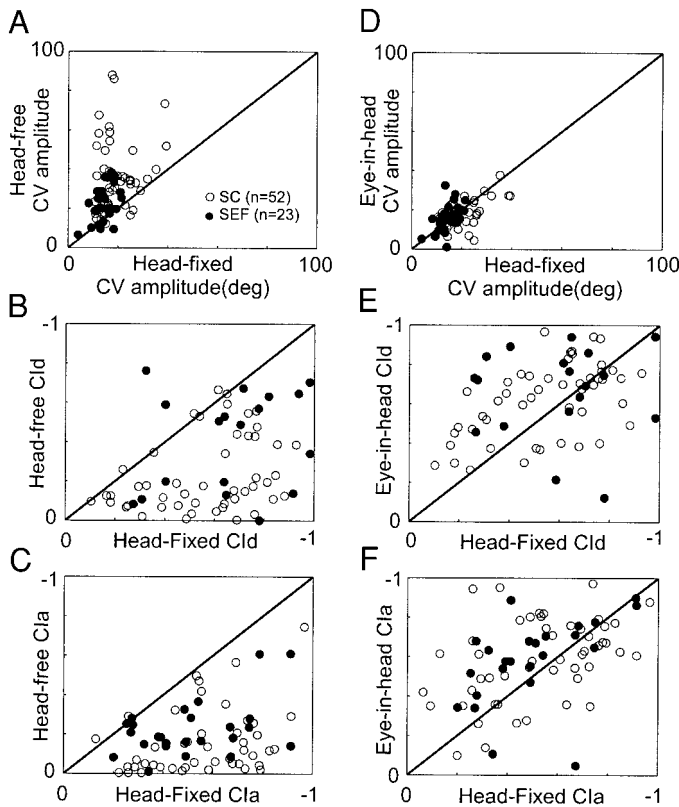 A
100
Head-free
CV amplitude
SC (n=52)
SEF (n=23)
0
0
Head-fixed
100
CV amplitude(deg)
D
100
Eye-in-head
CV amplitude
0
0
Head-fixed
100
CV amplitude(deg)
B
-1
Head-free CId
0
0
Head-Fixed CId
-1
E
-1
Eye-in-head CId
0
0
Head-Fixed CId
-1
C
-1
Head-free CIa
0
0
Head-Fixed CIa
-1
F
-1
Eye-in-head CIa
0
0
Head-Fixed CIa
-1